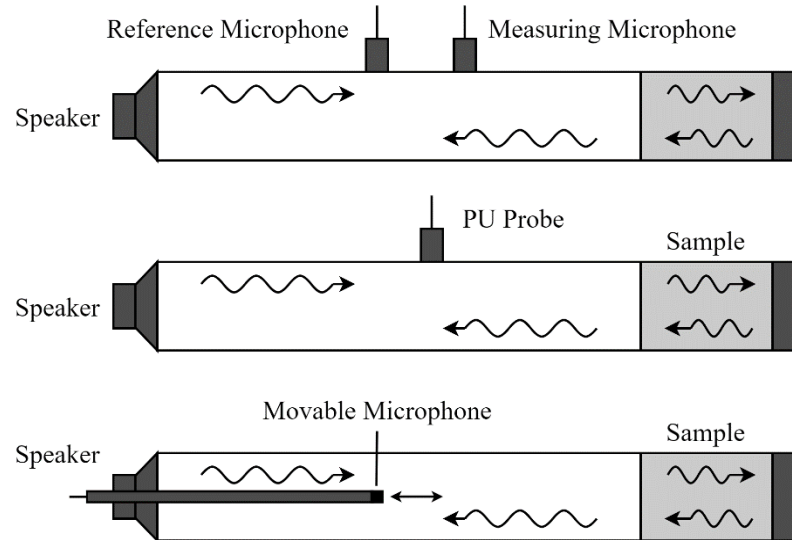 Reference Microphone
Measuring Microphone
Speaker
PU Probe
Sample
Speaker
Movable Microphone
Speaker
Sample